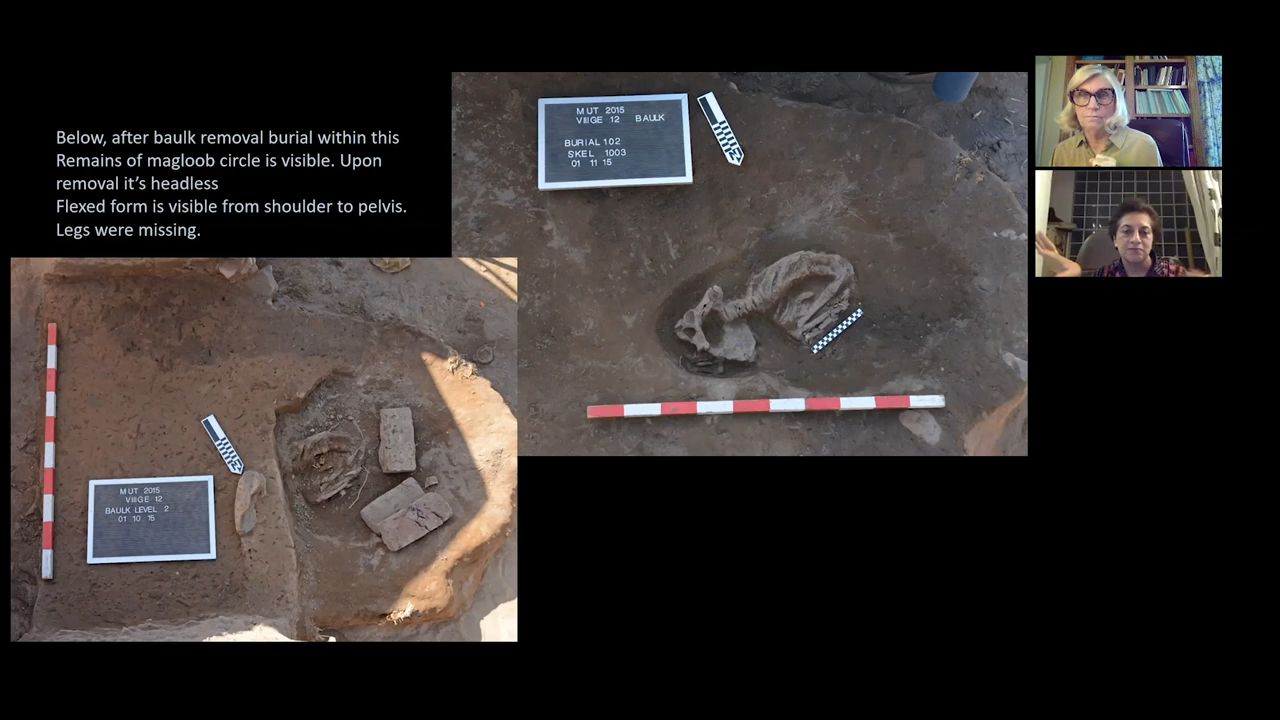 Below, after baulk removal burial within this
Remains of magloob circle is visible. Upon
removal it’s headless
Flexed form is visible from shoulder to pelvis.
Legs were missing.
MUT 2015
VIIIGE 12 BAULK
BURIAL 102
SKEL 1003
01 11 15
MUT 2015
VIIIGE 12
BAULK LEVEL 2
01 10 15